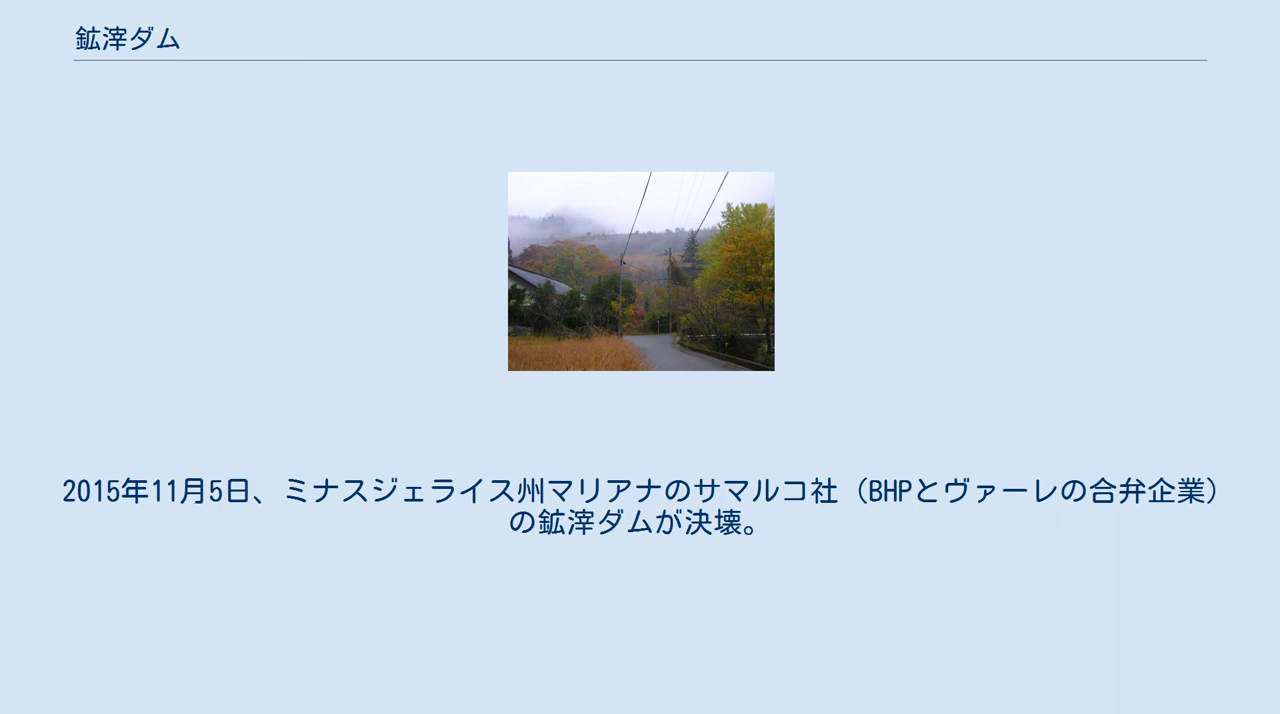 鉱滓ダム
2015年11月5日、ミナスジェライス州マリアナのサマルコ社（BHPとヴァーレの合弁企業）
の鉱滓ダムが決壊。